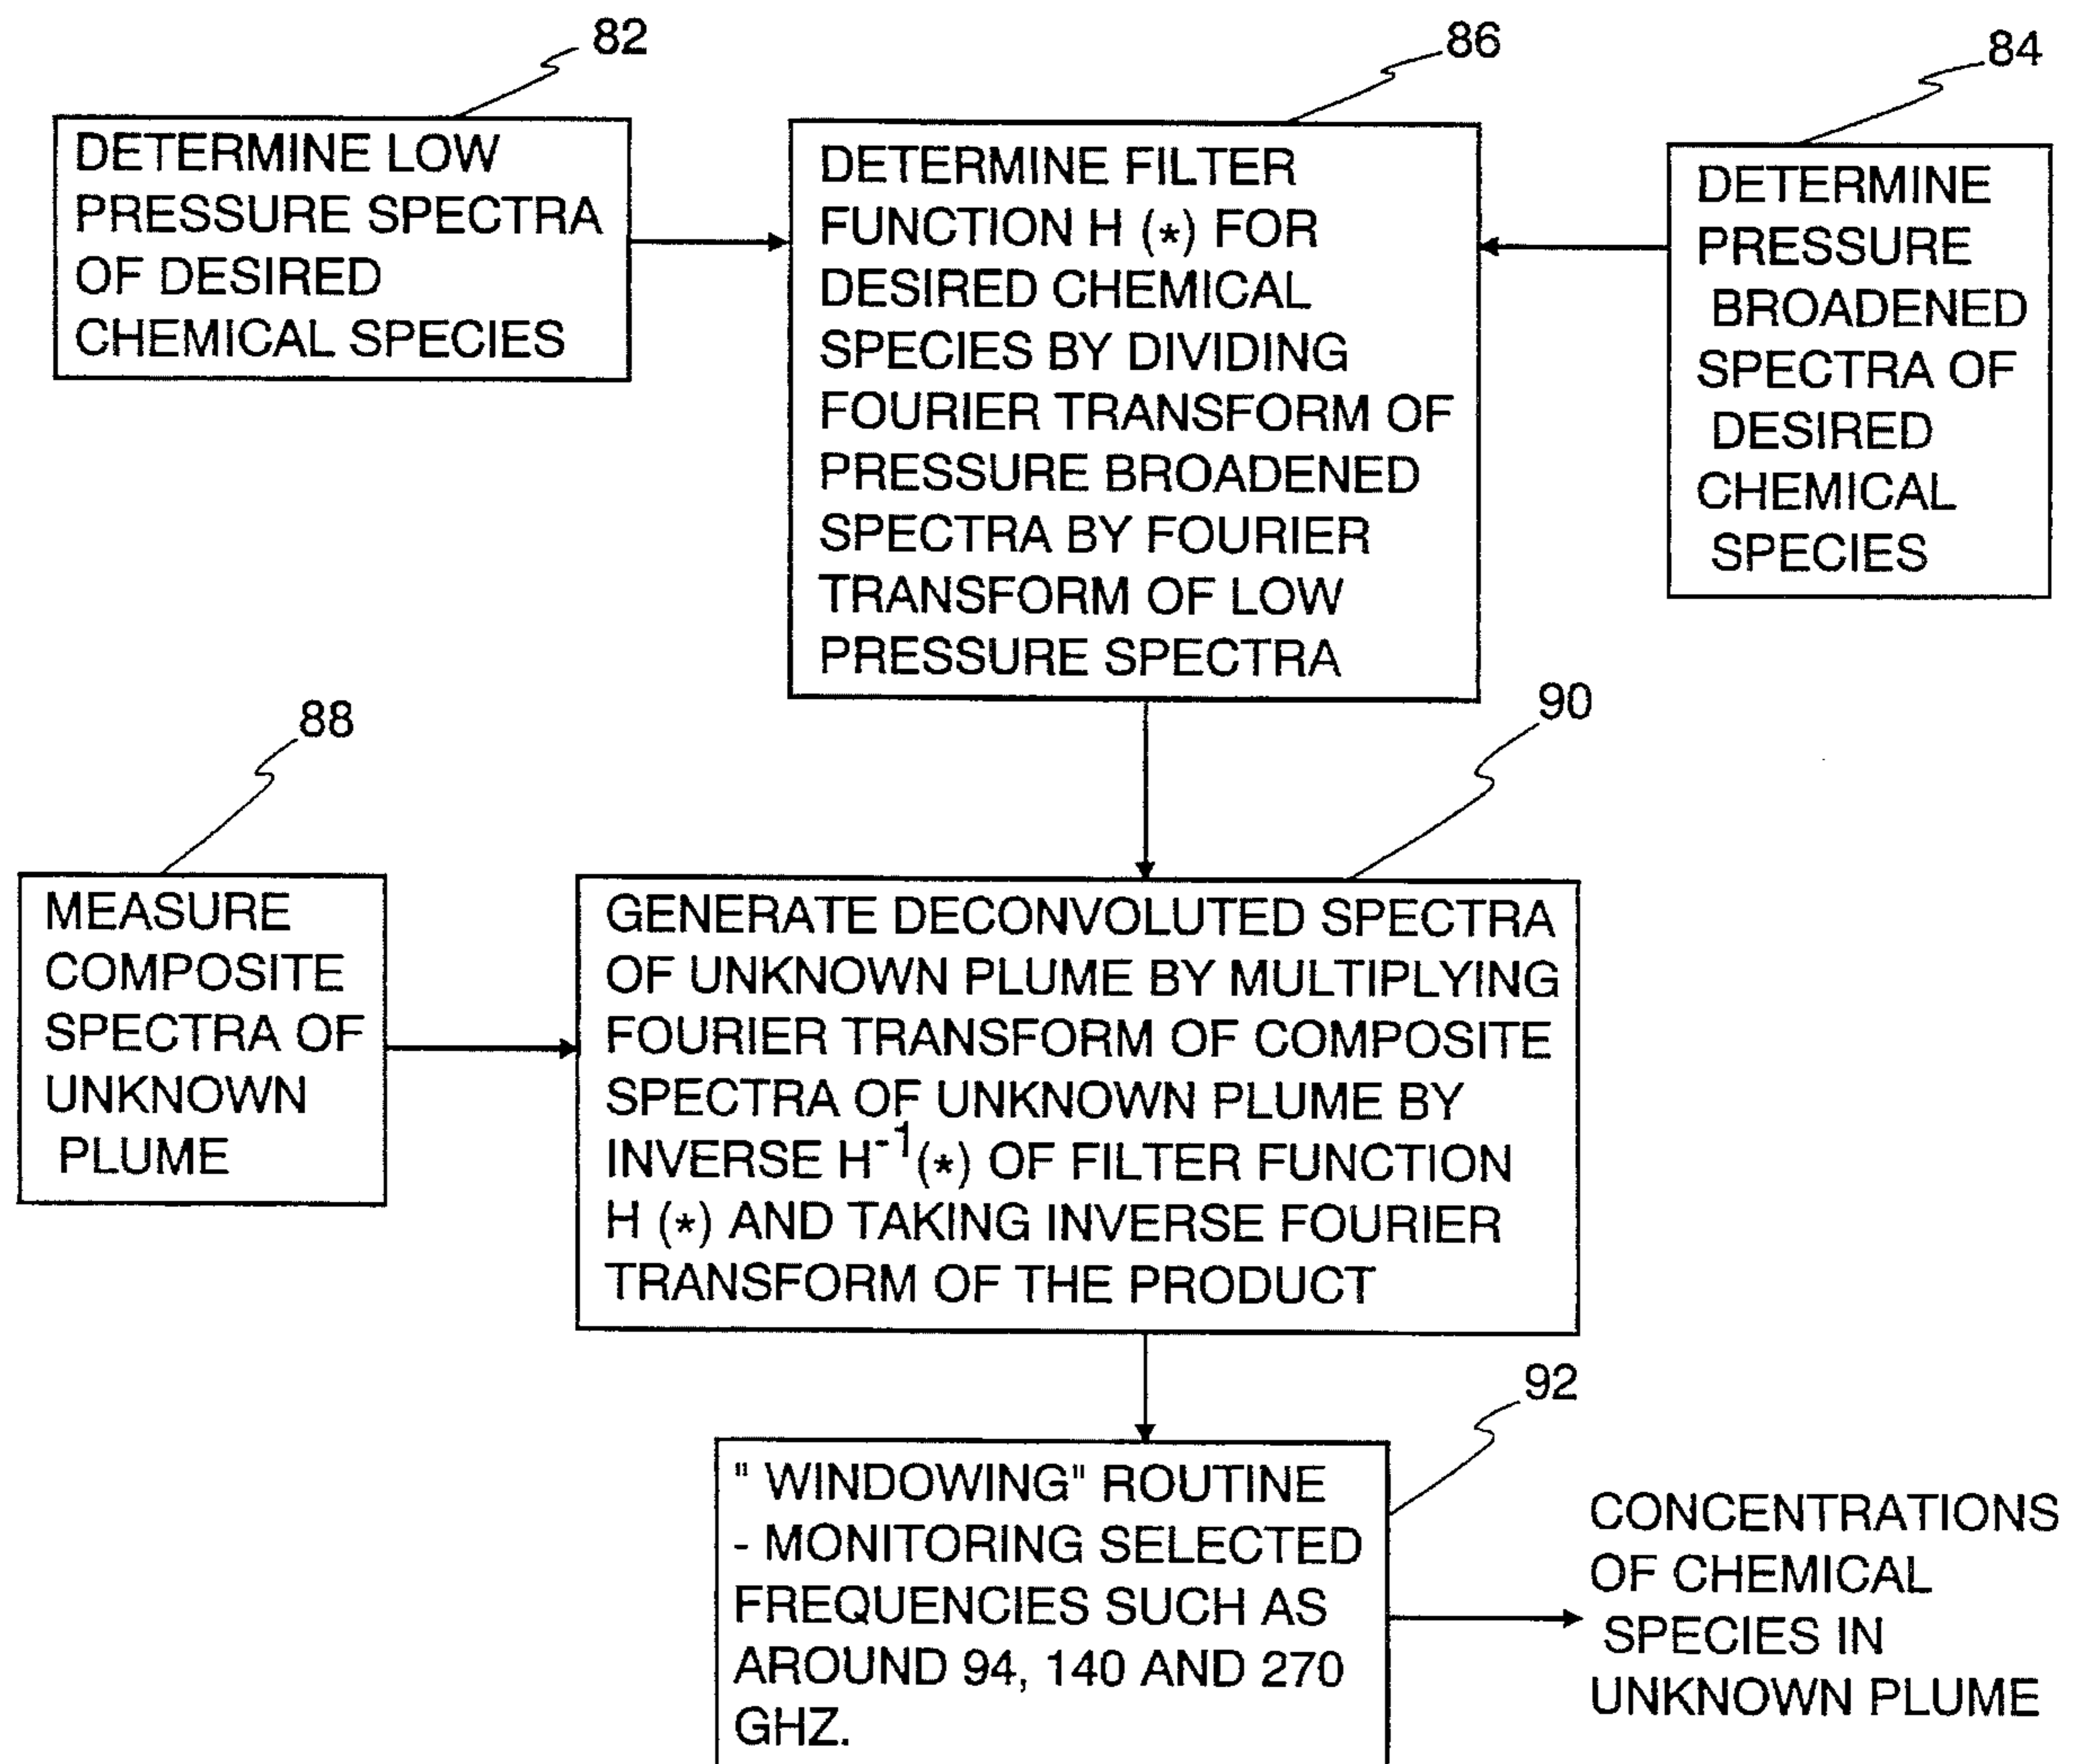 82
DETERMINE LOW
PRESSURE SPECTRA
OF DESIRED
CHEMICAL SPECIES
86
DETERMINE FILTER
FUNCTION H (*) FOR
DESIRED CHEMICAL
SPECIES BY DIVIDING
FOURIER TRANSFORM OF
PRESSURE BROADENED
SPECTRA BY FOURIER
TRANSFORM OF LOW
PRESSURE SPECTRA
84
DETERMINE
PRESSURE
BROADENED
SPECTRA OF
DESIRED
CHEMICAL
SPECIES
88
MEASURE
COMPOSITE
SPECTRA OF
UNKNOWN
PLUME
90
GENERATE DECONVOLUTED SPECTRA
OF UNKNOWN PLUME BY MULTIPLYING
FOURIER TRANSFORM OF COMPOSITE
SPECTRA OF UNKNOWN PLUME BY
INVERSE H⁻¹(*) OF FILTER FUNCTION
H (*) AND TAKING INVERSE FOURIER
TRANSFORM OF THE PRODUCT
92
" WINDOWING" ROUTINE
- MONITORING SELECTED
FREQUENCIES SUCH AS
AROUND 94, 140 AND 270
GHZ.
CONCENTRATIONS
OF CHEMICAL
SPECIES IN
UNKNOWN PLUME